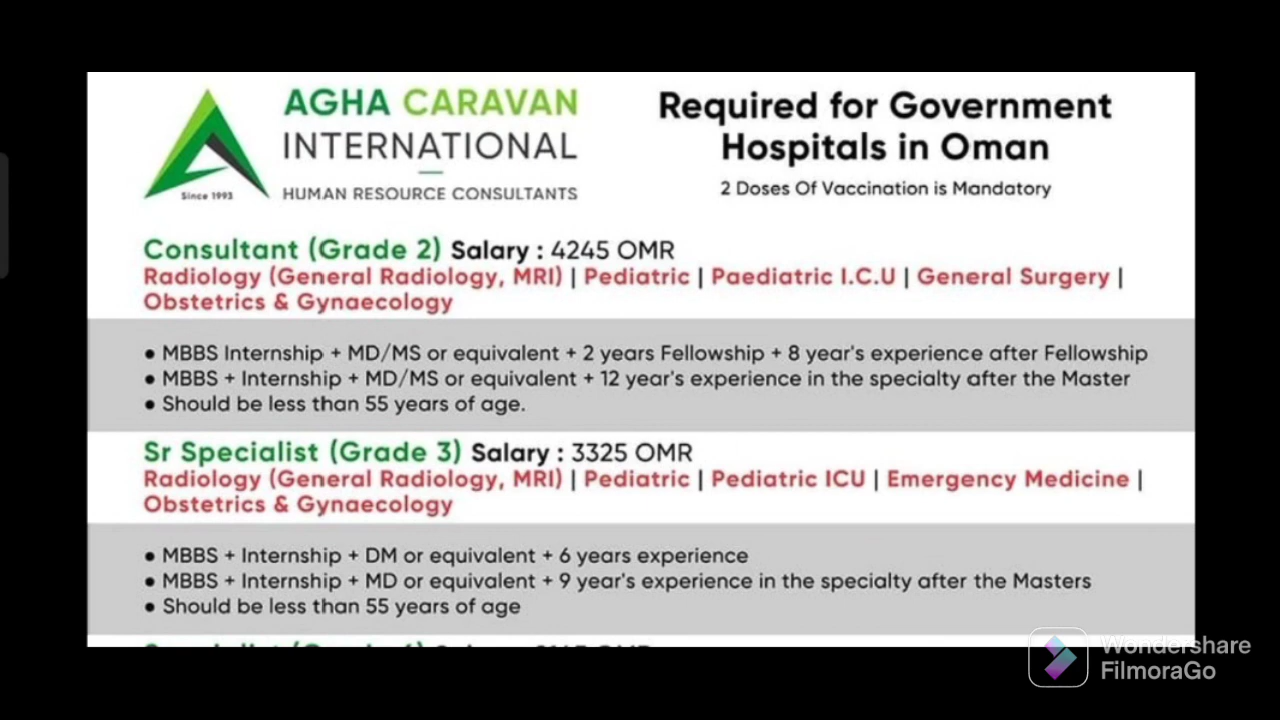 AGHA CARAVAN
INTERNATIONAL
Since 1993
HUMAN RESOURCE CONSULTANTS
Required for Government
Hospitals in Oman
2 Doses Of Vaccination is Mandatory
Consultant (Grade 2) Salary : 4245 OMR
Radiology (General Radiology, MRI) | Pediatric | Paediatric I.C.U | General Surgery |
Obstetrics & Gynaecology
• MBBS Internship + MD/MS or equivalent + 2 years Fellowship + 8 year's experience after Fellowship
• MBBS + Internship + MD/MS or equivalent + 12 year's experience in the specialty after the Master
• Should be less than 55 years of age.
Sr Specialist (Grade 3) Salary : 3325 OMR
Radiology (General Radiology, MRI) | Pediatric | Pediatric ICU | Emergency Medicine |
Obstetrics & Gynaecology
• MBBS + Internship + DM or equivalent + 6 years experience
• MBBS + Internship + MD or equivalent + 9 year's experience in the specialty after the Masters
• Should be less than 55 years of age
Wondershare
FilmoraGo